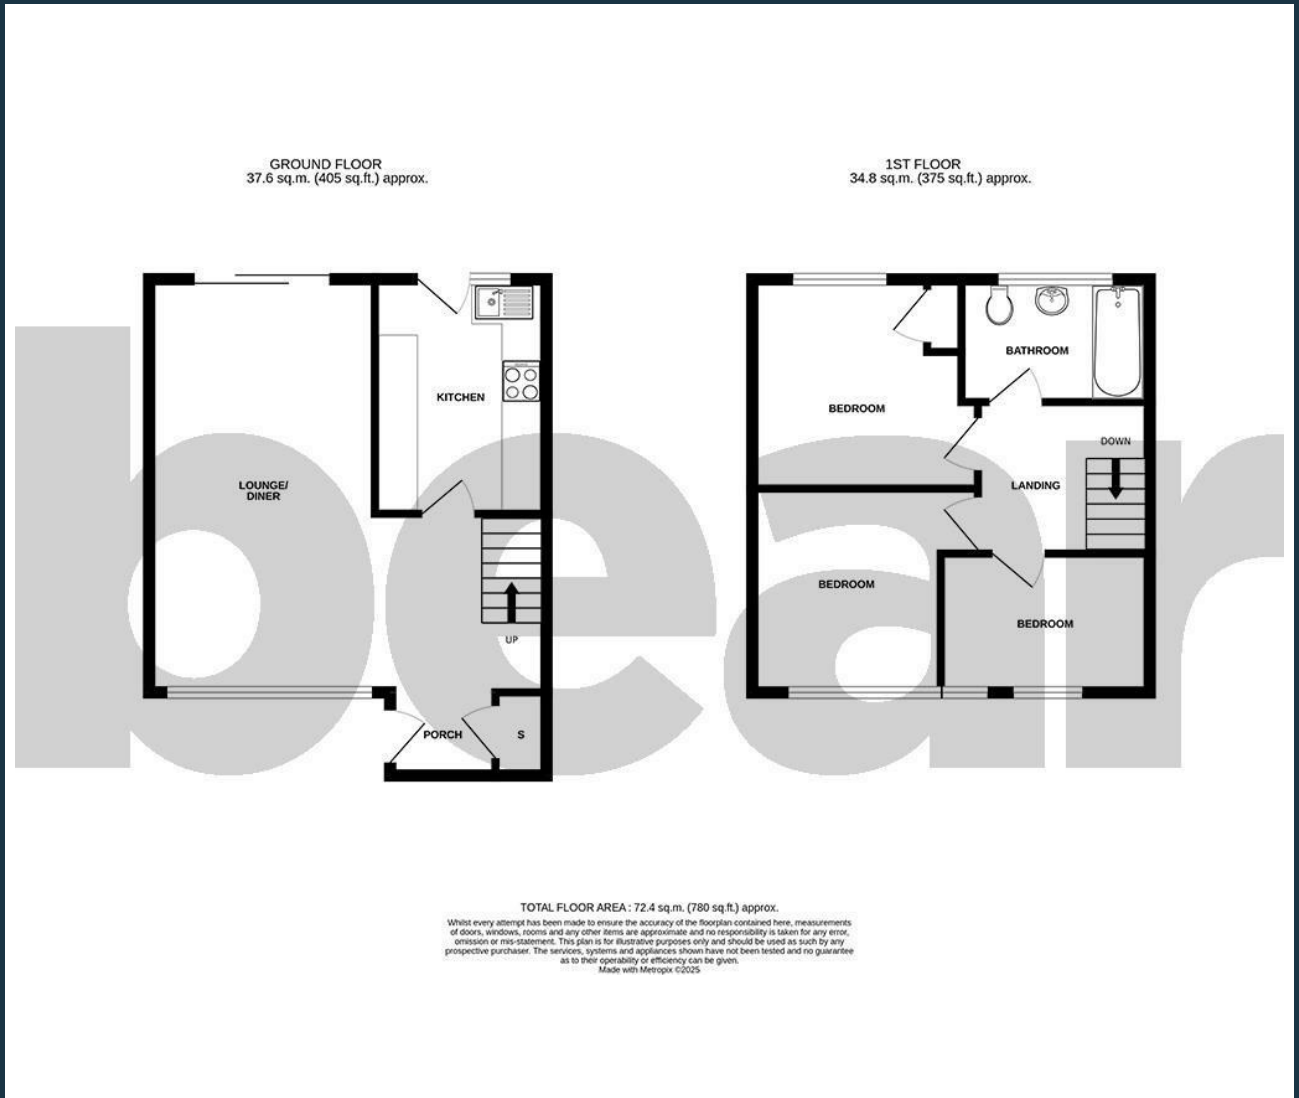 GROUND FLOOR
37.6 sq.m. (405 sq.ft.) approx.
1ST FLOOR
34.8 sq.m. (375 sq.ft.) approx.
KITCHEN
LOUNGE/
DINER
UP
PORCH
S
BATHROOM
BEDROOM
DOWN
LANDING
BEDROOM
BEDROOM
bear
TOTAL FLOOR AREA : 72.4 sq.m. (780 sq.ft.) approx.
Whilst every attempt has been made to ensure the accuracy of the floorplan contained here, measurements
of doors, windows, rooms and any other items are approximate and no responsibility is taken for any error,
omission or mis-statement. This plan is for illustrative purposes only and should be used as such by any
prospective purchaser. The services, systems and appliances shown have not been tested and no guarantee
as to their operability or efficiency can be given.
Made with Metropix ©2025